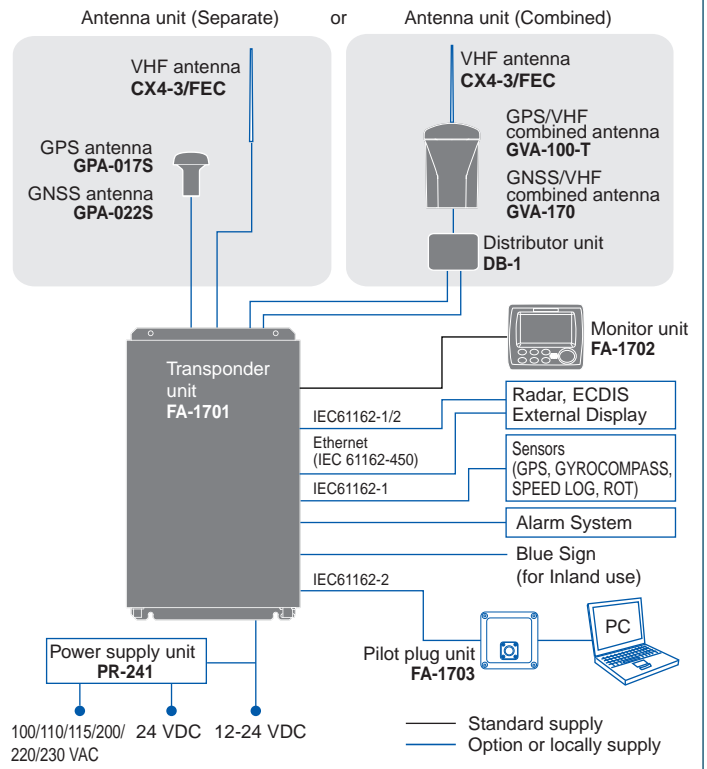 Antenna unit (Separate) or Antenna unit (Combined)
VHF antenna
CX4-3/FEC
GPS antenna
GPA-017S
GNSS antenna
GPA-022S
VHF antenna
CX4-3/FEC
GPS/VHF
combined antenna
GVA-100-T
GNSS/VHF
combined antenna
GVA-170
Distributor unit
DB-1
Transponder
unit
FA-1701
Monitor unit
FA-1702
IEC61162-1/2
Radar, ECDIS
External Display
Ethernet
(IEC 61162-450)
IEC61162-1
Sensors
(GPS, GYROCOMPASS,
SPEED LOG, ROT)
Alarm System
Blue Sign
(for Inland use)
IEC61162-2
Pilot plug unit
FA-1703
PC
Power supply unit
PR-241
100/110/115/200/
220/230 VAC
24 VDC
12-24 VDC
Standard supply
Option or locally supply